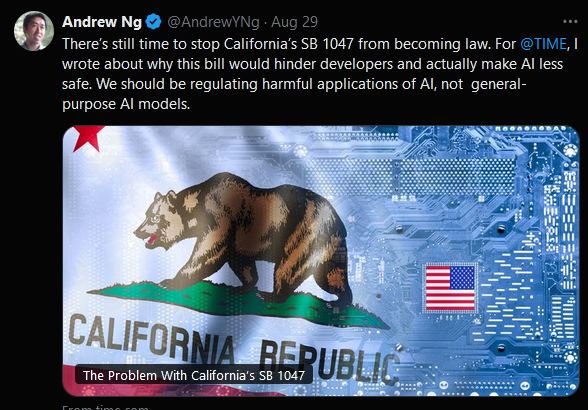 Andrew Ng @AndrewYNg · Aug 29
There's still time to stop California's SB 1047 from becoming law. For @TIME, I
wrote about why this bill would hinder developers and actually make AI less
safe. We should be regulating harmful applications of AI, not general-
purpose AI models.
CALIFORNIA REPUBLIC
The Problem With California's SB 1047
From time.com